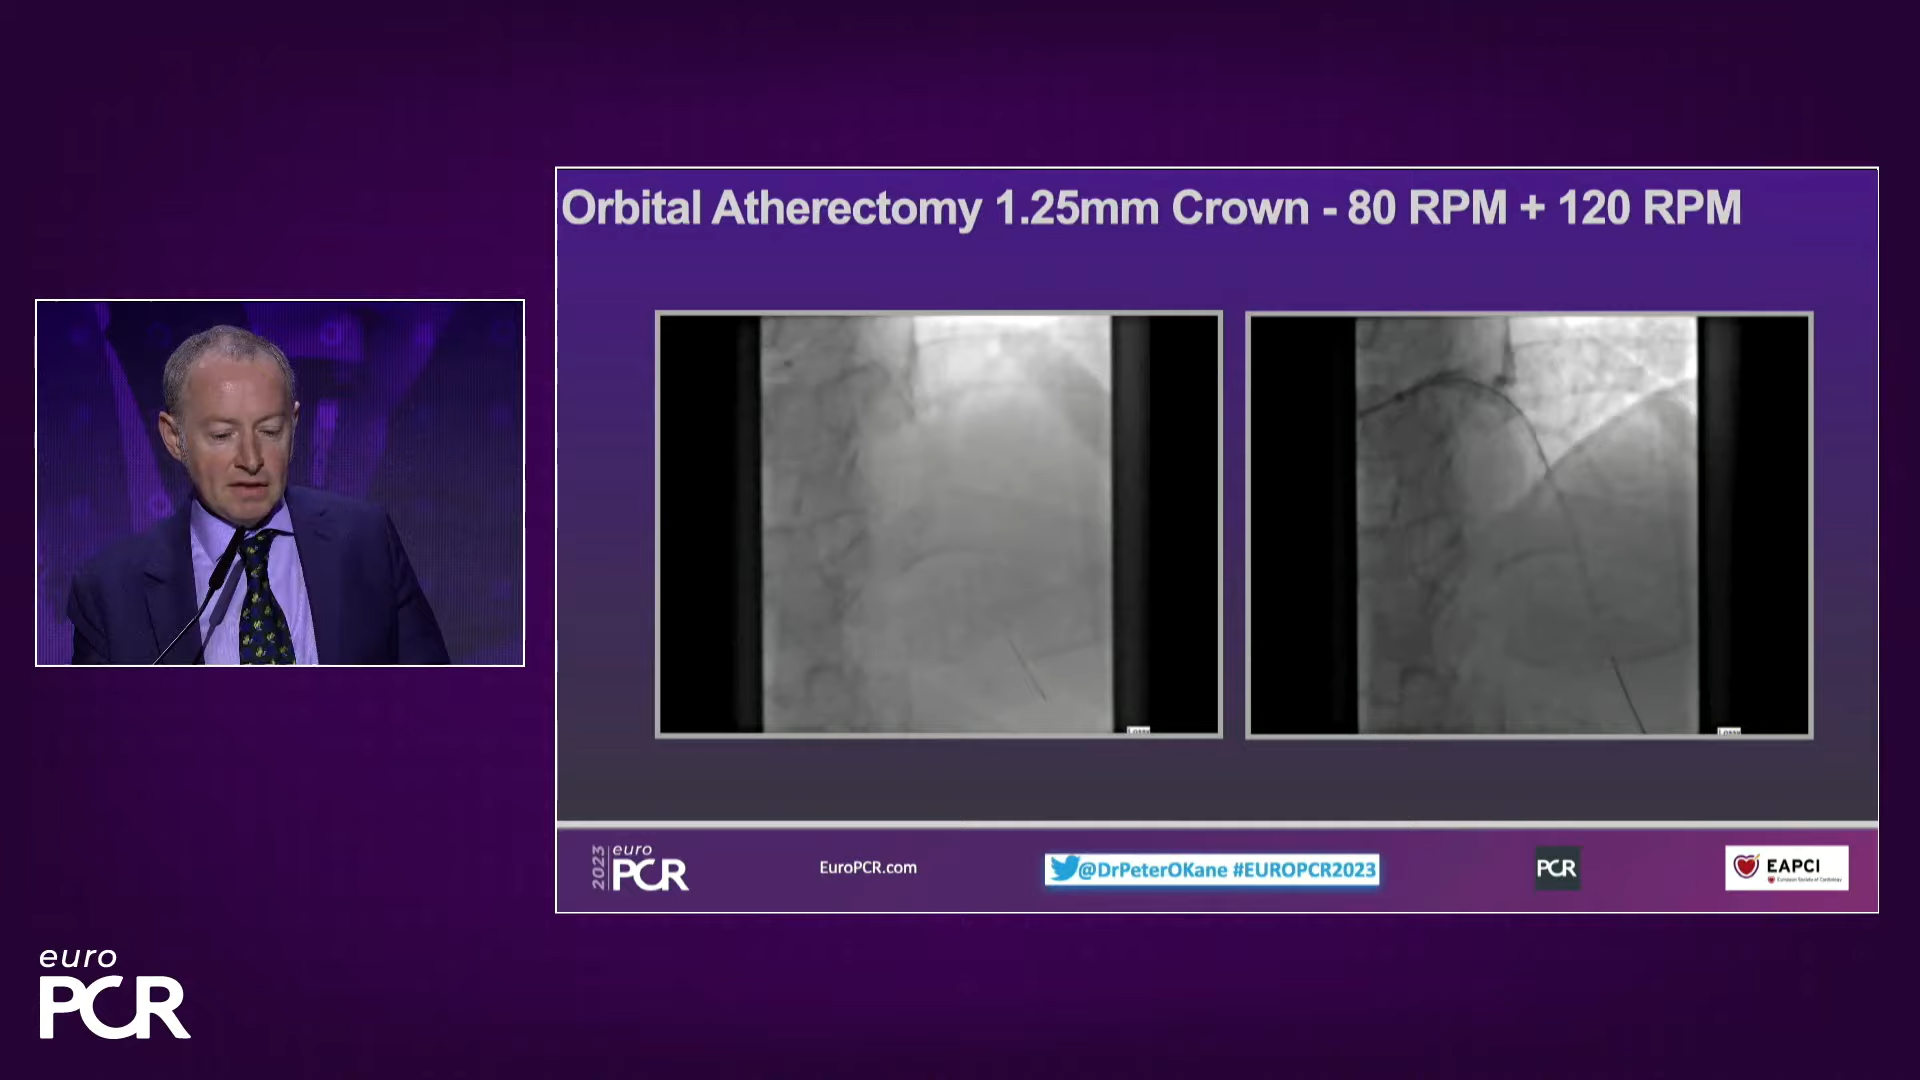 Orbital Atherectomy 1.25mm Crown - 80 RPM + 120 RPM
2023 euro PCR
EuroPCR.com
@DrPeterOKane #EUROPCR2023
PCR
EAPCI
euro
PCR